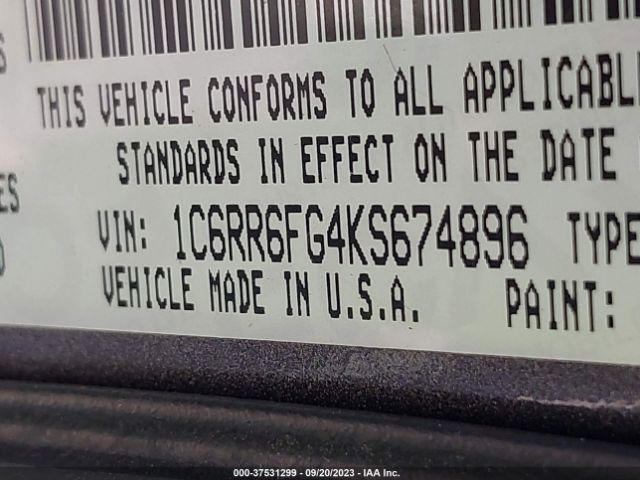 S
THIS VEHICLE CONFORMS TO ALL APPLICABL
STANDARDS IN EFFECT ON THE DATE
ES
VIN: 1C6RR6FG4KS674896 TYPE
VEHICLE MADE IN U.S.A. PAINT:
000-37531299 - 09/20/2023 - IAA Inc.